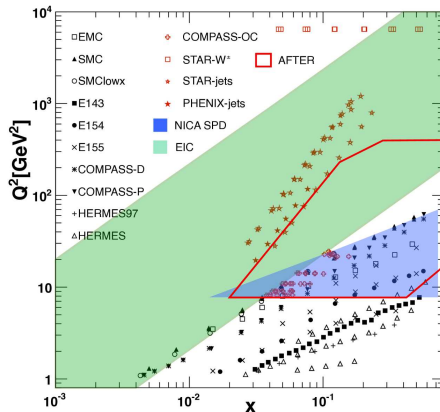 10⁴
10³
10²
10
1
Q²[GeV²]
EMC
SMC
SMClowx
E143
E154
E155
COMPASS-D
COMPASS-P
HERMES97
HERMES
COMPASS-OC
STAR-W±
STAR-jets
PHENIX-jets
NICA SPD
EIC
AFTER
10⁻³
10⁻²
10⁻¹
x